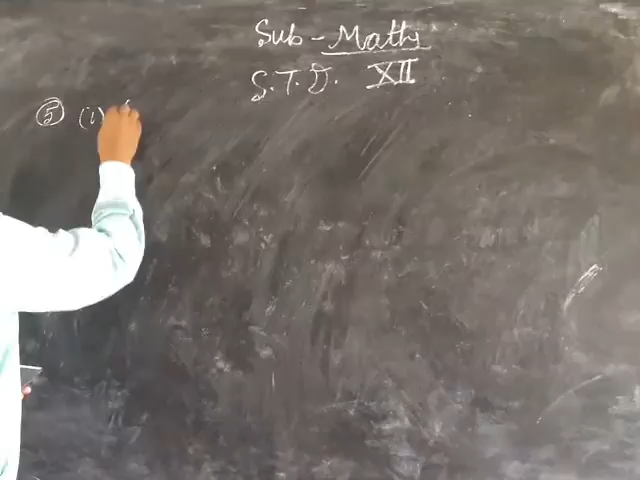 Sub - Maths
S.T.D. XII
⑤ (i)